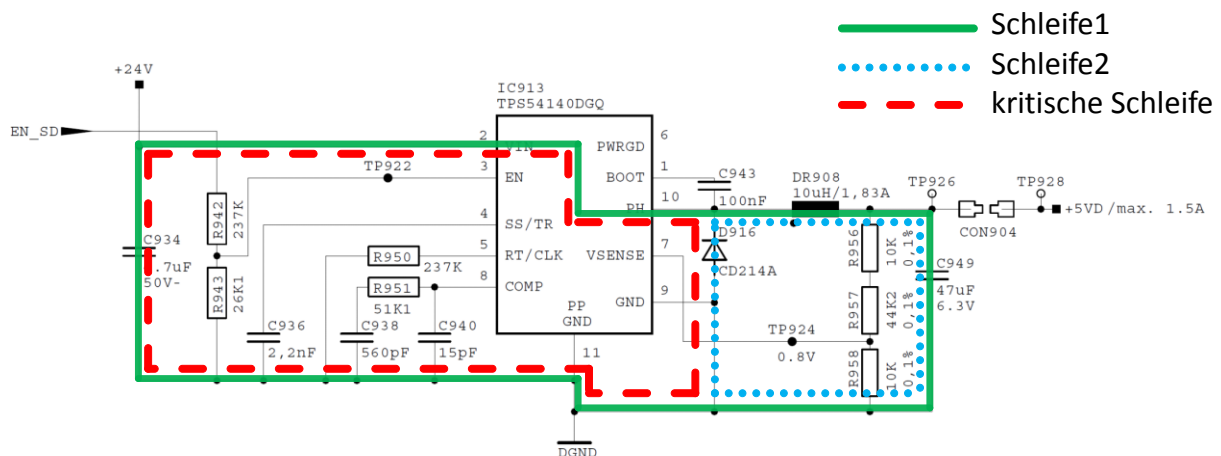 Schleife1
Schleife2
kritische Schleife
+24V
EN_SD
IC913
TPS54140DGQ
2
VIN
PWRGD
6
3
EN
TP922
BOOT
1
C943
100nF
PH
10
DR908
10uH/1,83A
TP926
TP928
+5VD/max. 1.5A
CON904
4
SS/TR
R942
237K
C934
.7uF
50V-
R943
26K1
5
RT/CLK
R950
237K
8
COMP
R951
51K1
VSENSE
7
GND
9
PP
GND
11
D916
CD214A
R956
10K
0,1%
R957
44K2
0,1%
R958
10K
0,1%
C949
47uF
6.3V
TP924
0.8V
C936
2,2nF
C938
560pF
C940
15pF
DGND